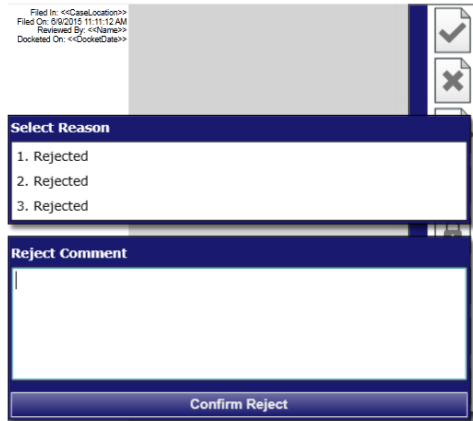 Filed In: <<CaseLocation>>
Filed On: 6/9/2015 11:11:12 AM
Reviewed By: <<Name>>
Docketed On: <<DocketDate>>
Select Reason
1. Rejected
2. Rejected
3. Rejected
Reject Comment
Confirm Reject